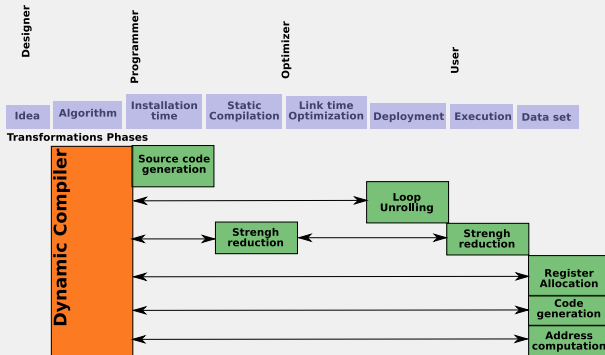 Designer
Programmer
Optimizer
User
Idea
Algorithm
Installation
time
Static
Compilation
Link time
Optimization
Deployment
Execution
Data set
Transformations Phases
Dynamic Compiler
Source code
generation
Loop
Unrolling
Strengh
reduction
Strengh
reduction
Register
Allocation
Code
generation
Address
computation